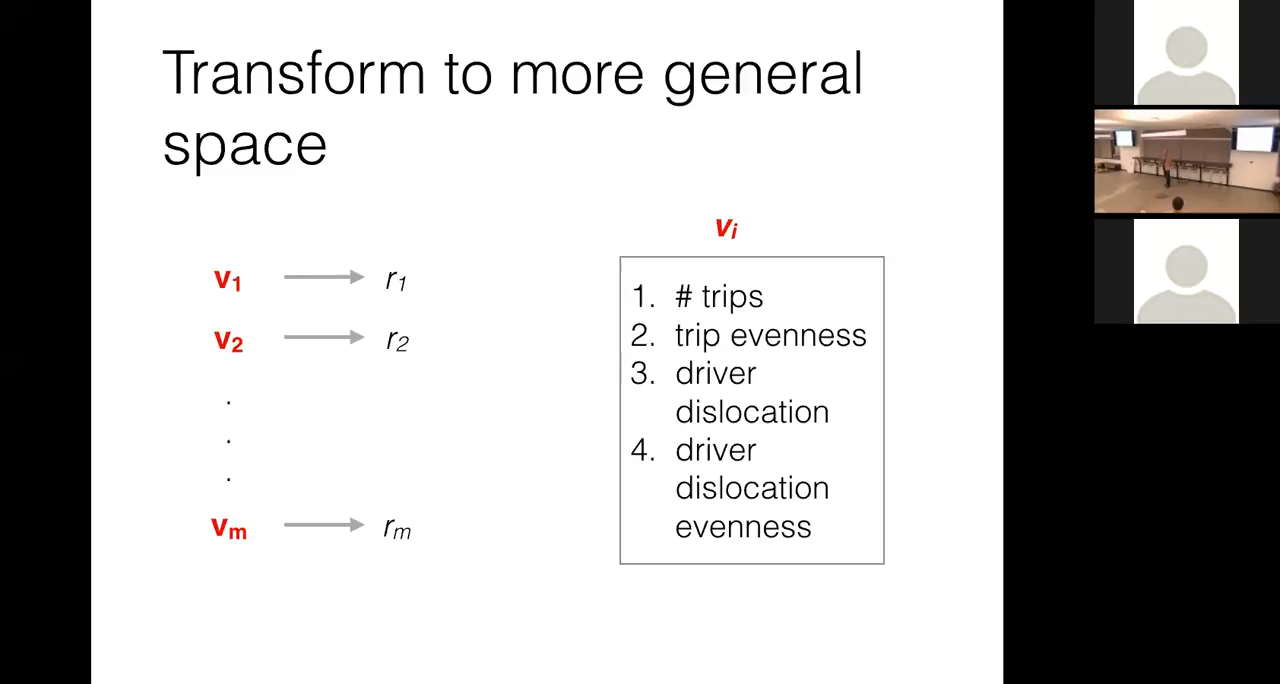 Transform to more general
space
v₁ → r₁
v₂ → r₂
.
.
.
vₘ → rₘ
vᵢ
1. # trips
2. trip evenness
3. driver
dislocation
4. driver
dislocation
evenness